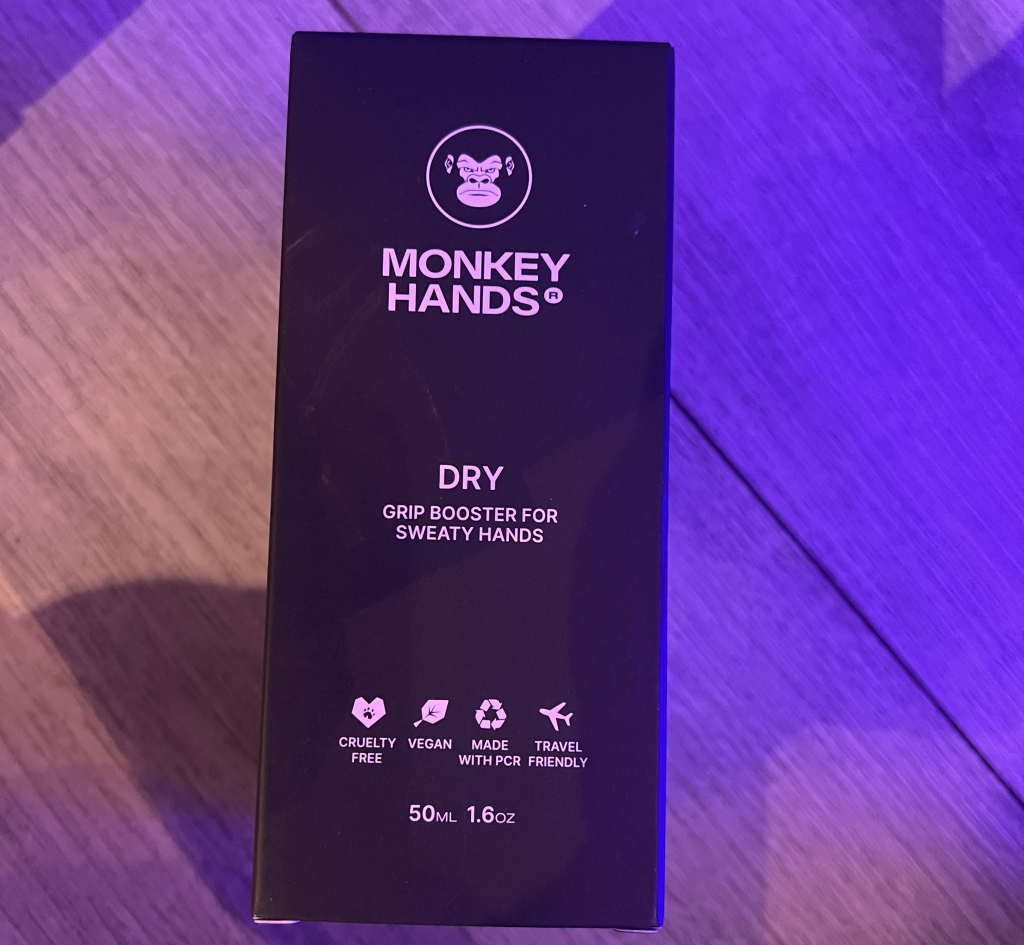 MONKEY
HANDS®
DRY
GRIP BOOSTER FOR
SWEATY HANDS
CRUELTY
FREE
VEGAN
MADE
WITH PCR
TRAVEL
FRIENDLY
50ML 1.6OZ